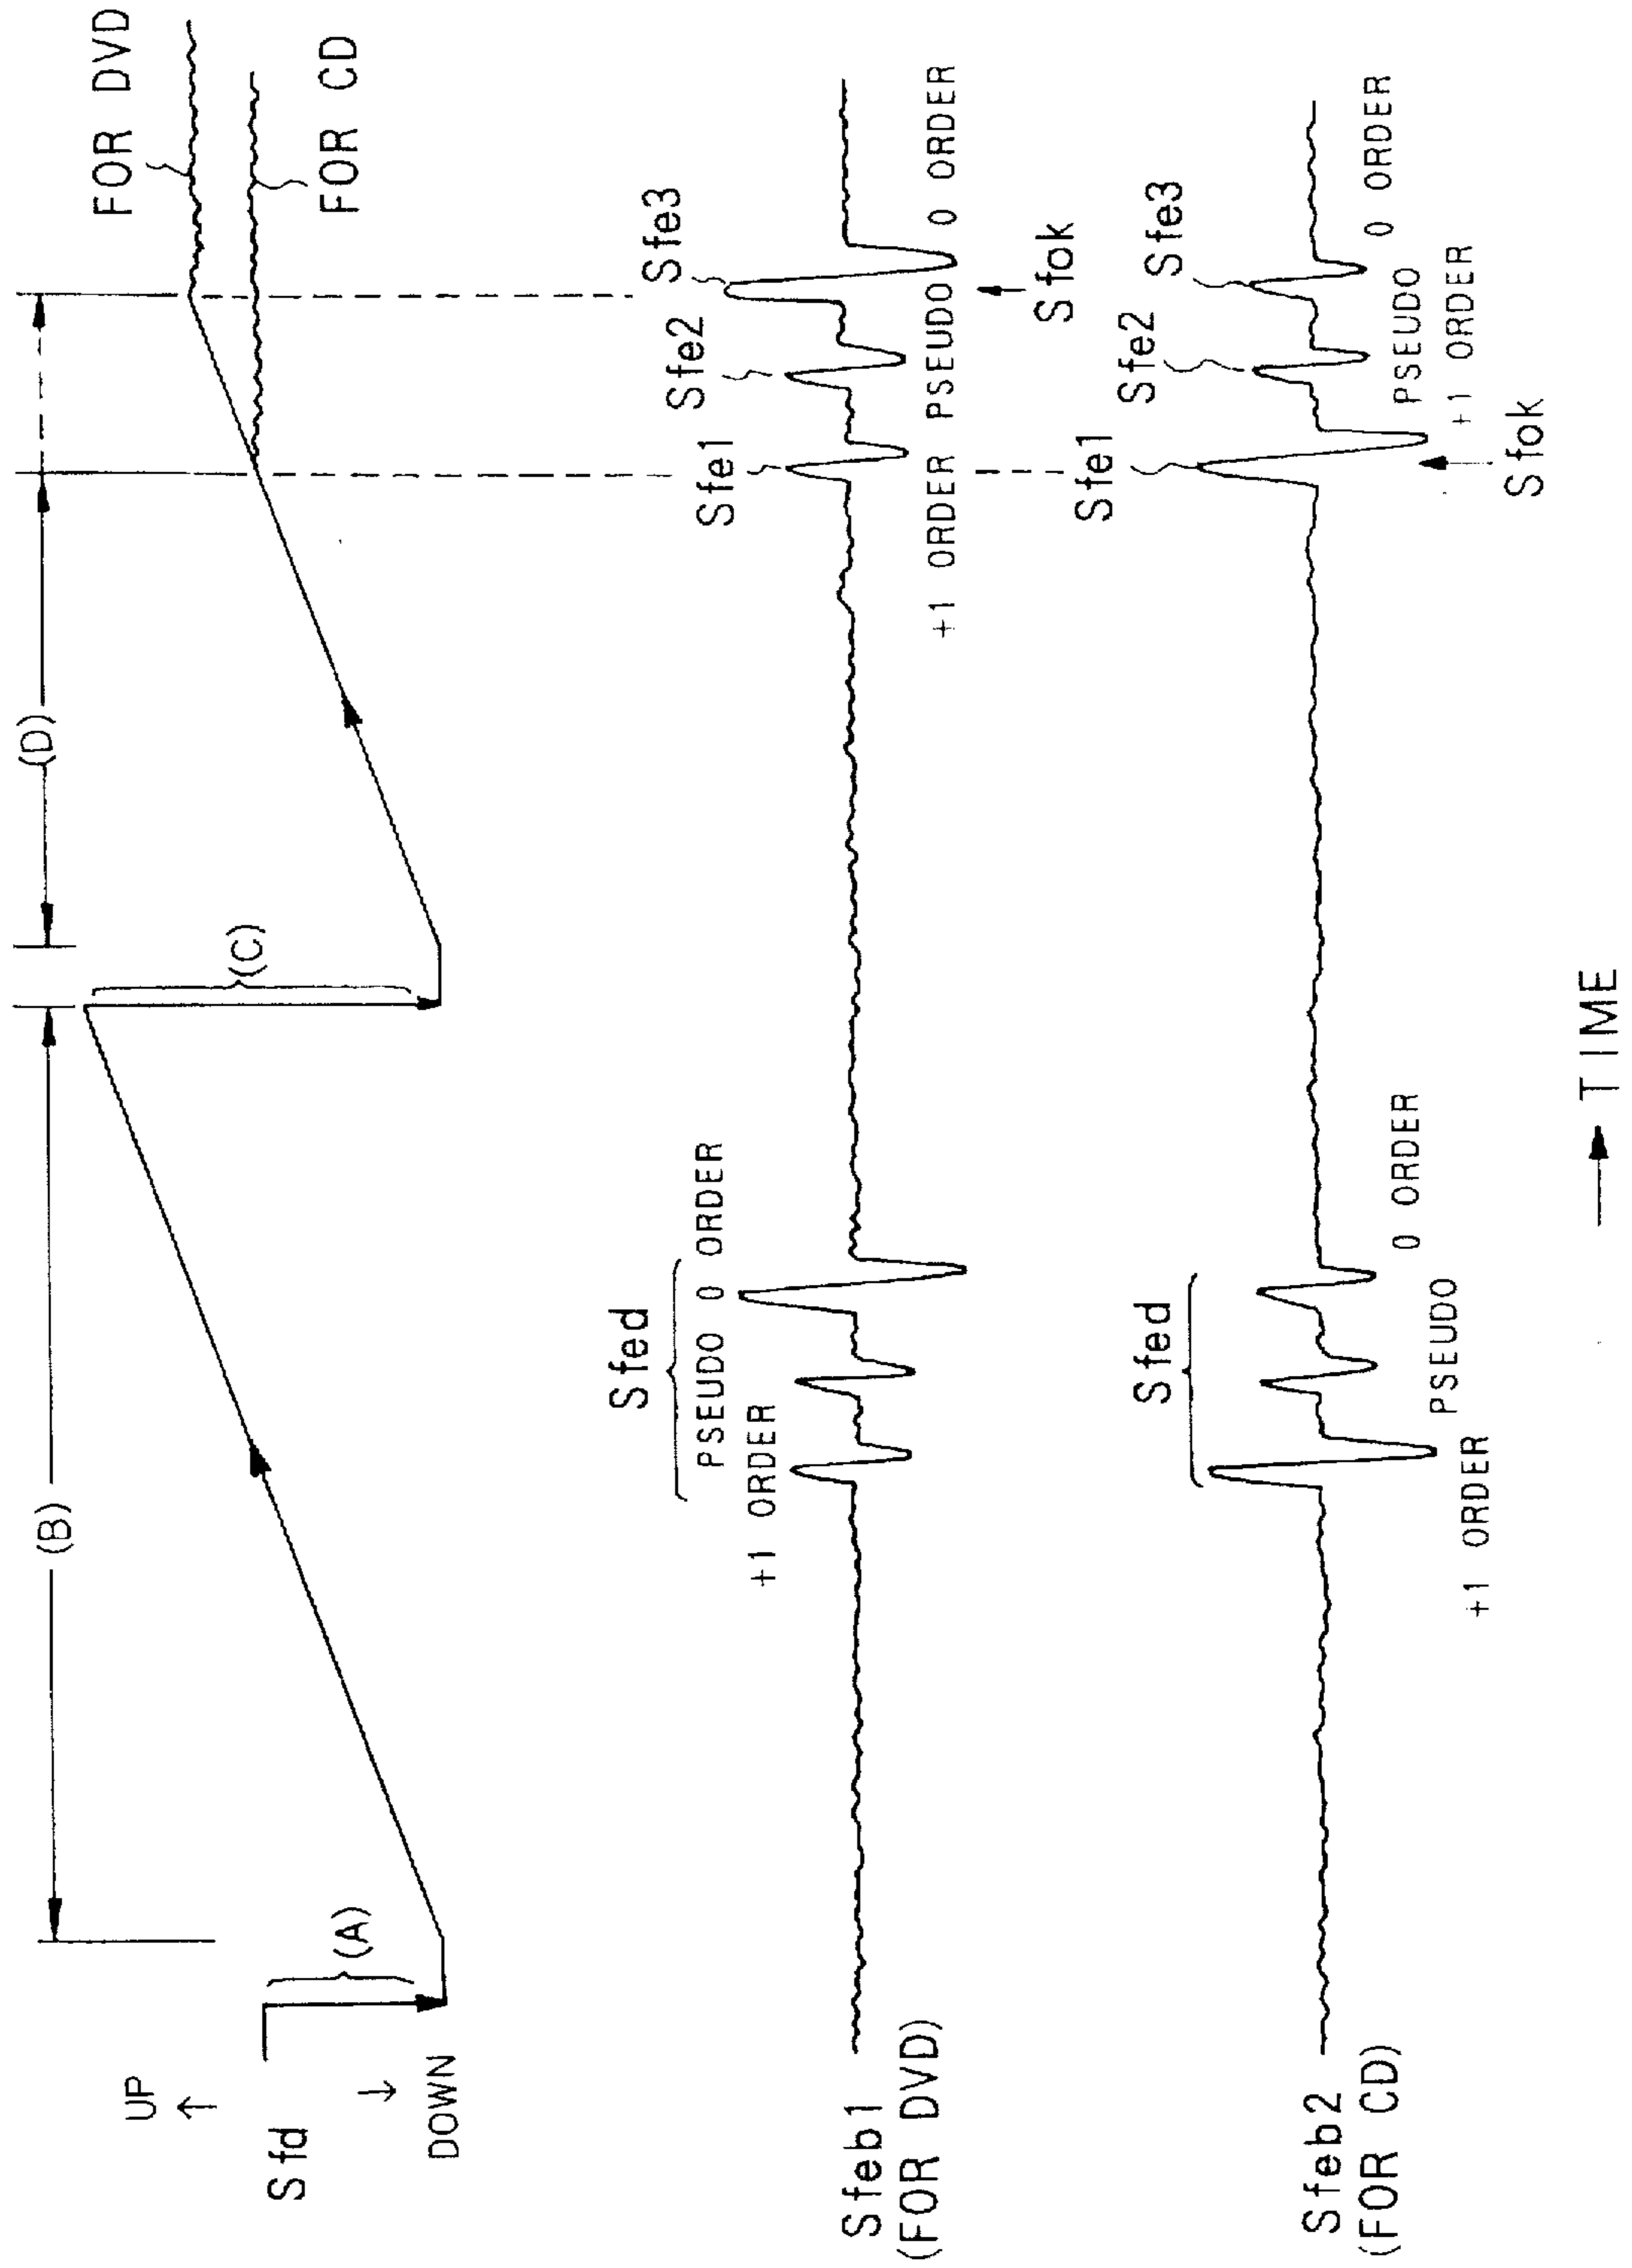 UP
Sfd
DOWN
(A)
(B)
(C)
(D)
FOR DVD
FOR CD
Sfeb1
(FOR DVD)
Sfed
PSEUDO 0 ORDER
+1 ORDER
Sfe1
Sfe2
Sfe3
+1 ORDER PSEUDO 0 ORDER
Sfok
Sfeb2
(FOR CD)
Sfed
0 ORDER
PSEUDO
+1 ORDER
Sfe1
Sfe2
Sfe3
0 ORDER
PSEUDO
+1 ORDER
Sfok
TIME